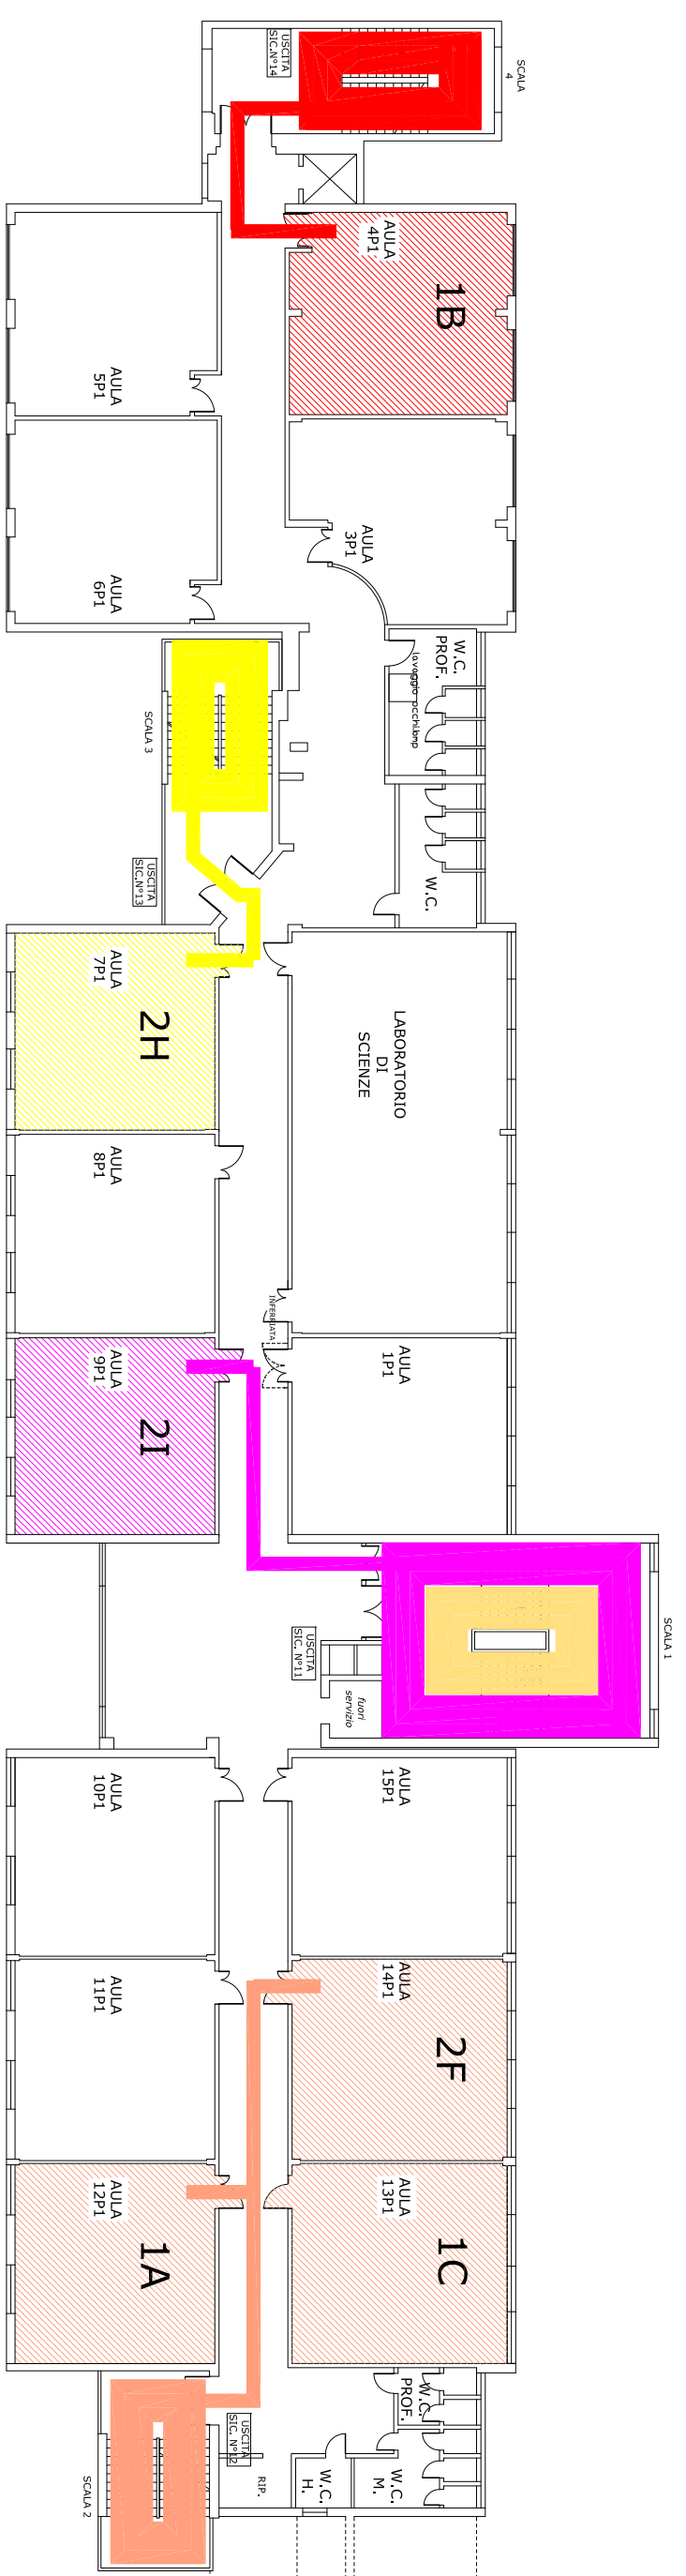 SCALA
4
USCITA
SIC.N°14
AULA
4P1
1B
AULA
5P1
AULA
3P1
AULA
6P1
W.C.
PROF.
lavaggio occhi
SCALA 3
USCITA
SIC.N°13
W.C.
AULA
7P1
2H
LABORATORIO
DI
SCIENZE
AULA
8P1
INFERRIATA
AULA
1P1
AULA
9P1
2I
SCALA 1
USCITA
SIC. N°11
fuori
servizio
AULA
10P1
AULA
15P1
AULA
11P1
AULA
14P1
2F
AULA
12P1
1A
AULA
13P1
1C
W.C.
PROF.
USCITA
SIC. N°12
SCALA 2
RIP.
W.C.
H.
W.C.
M.